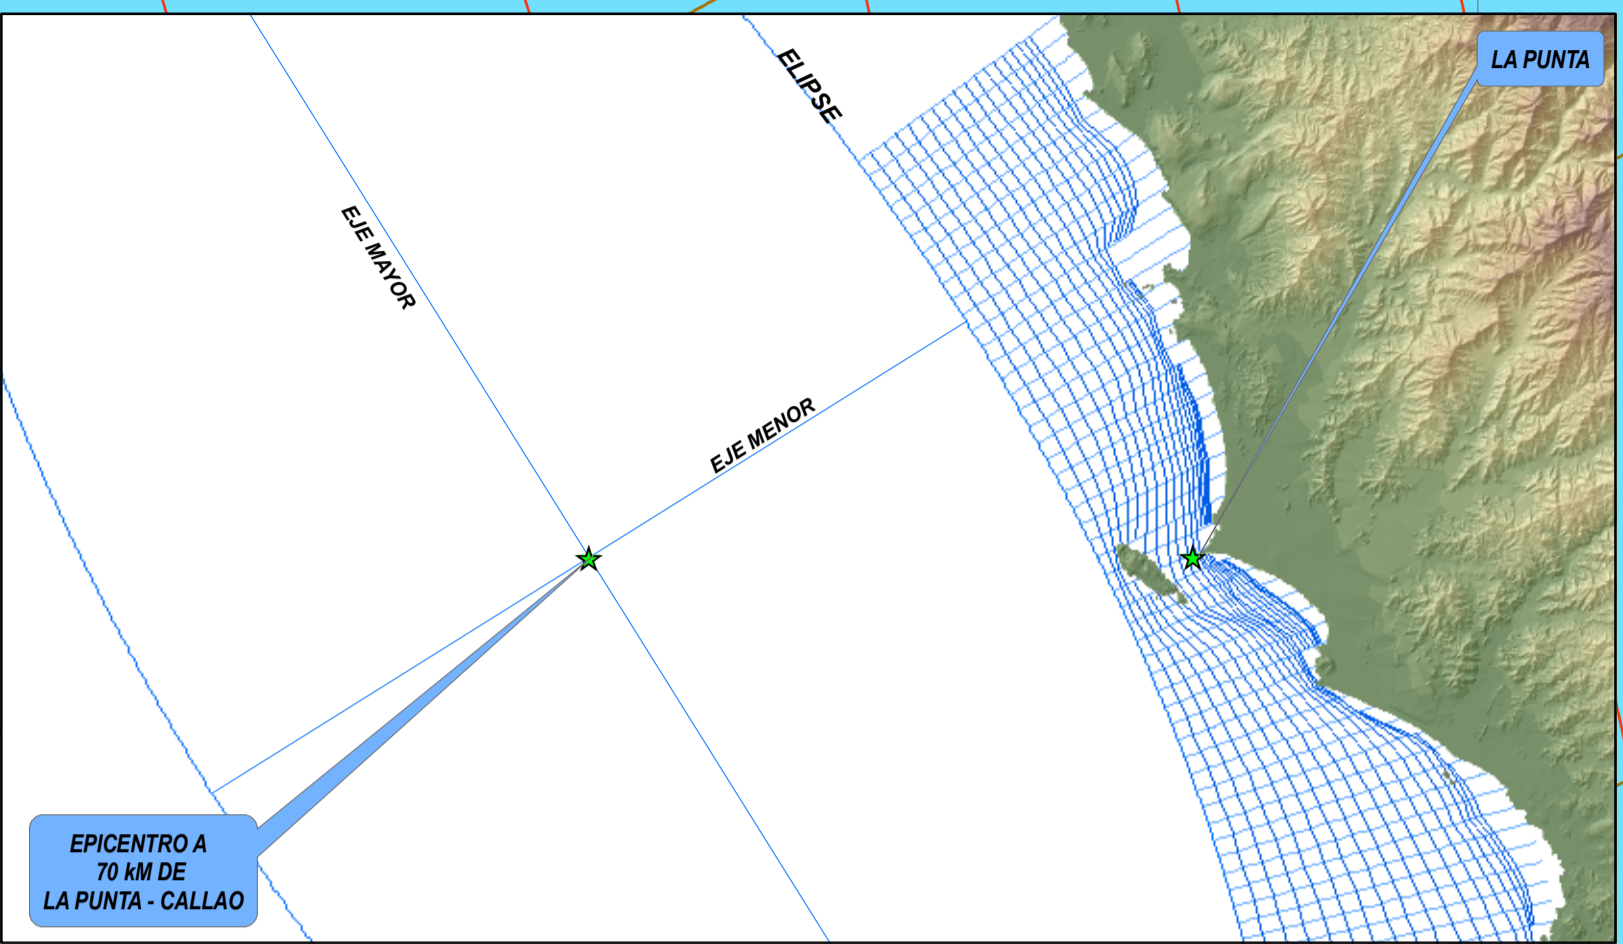 LA PUNTA
ELIPSE
EJE MAYOR
EJE MENOR
EPICENTRO A
70 kM DE
LA PUNTA - CALLAO